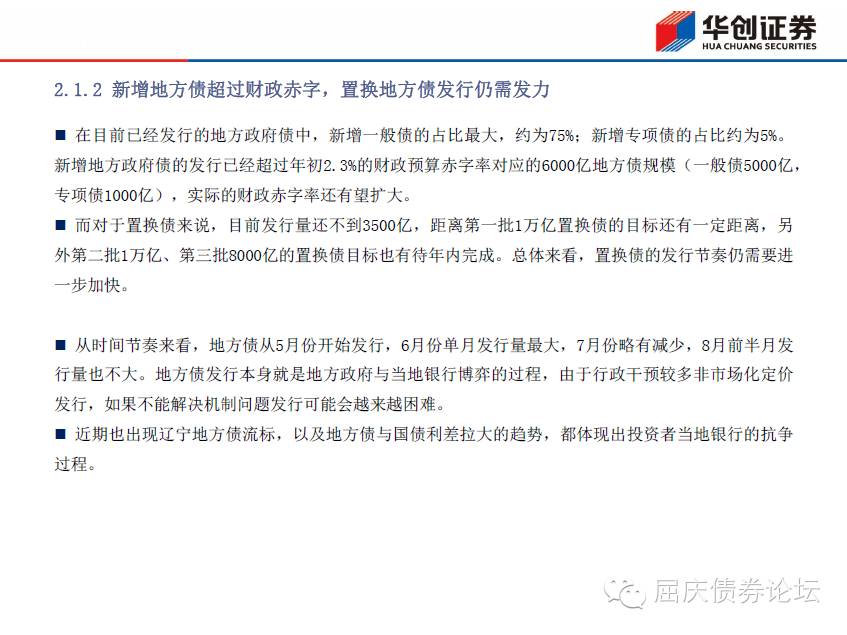 华创证券
HUA CHUANG SECURITIES
2.1.2 新增地方债超过财政赤字，置换地方债发行仍需发力
■ 在目前已经发行的地方政府债中，新增一般债的占比最大，约为75%；新增专项债的占比约为5%。
新增地方政府债的发行已经超过年初2.3%的财政预算赤字率对应的6000亿地方债规模（一般债5000亿，
专项债1000亿），实际的财政赤字率还有望扩大。
■ 而对于置换债来说，目前发行量还不到3500亿，距离第一批1万亿置换债的目标还有一定距离，另
外第二批1万亿、第三批8000亿的置换债目标也有待年内完成。总体来看，置换债的发行节奏仍需要进
一步加快。
■ 从时间节奏来看，地方债从5月份开始发行，6月份单月发行量最大，7月份略有减少，8月前半月发
行量也不大。地方债发行本身就是地方政府与当地银行博弈的过程，由于行政干预较多非市场化定价
发行，如果不能解决机制问题发行可能会越来越困难。
■ 近期也出现辽宁地方债流标，以及地方债与国债利差拉大的趋势，都体现出投资者当地银行的抗争
过程。
屈庆债券论坛